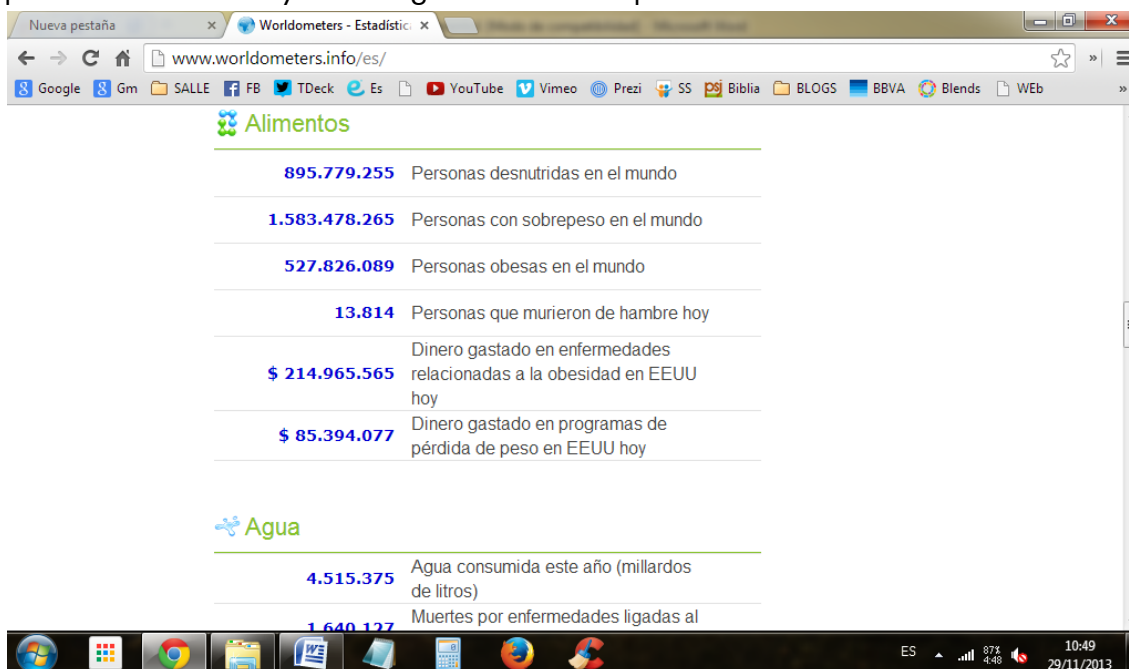 Nueva pestaña
Worldometers - Estadístic
www.worldometers.info/es/
Google Gm SALLE FB TDeck Es YouTube Vimeo Prezi SS Biblia BLOGS BBVA Blends WEb
Alimentos
895.779.255 Personas desnutridas en el mundo
1.583.478.265 Personas con sobrepeso en el mundo
527.826.089 Personas obesas en el mundo
13.814 Personas que murieron de hambre hoy
Dinero gastado en enfermedades
$ 214.965.565 relacionadas a la obesidad en EEUU
hoy
Dinero gastado en programas de
$ 85.394.077 pérdida de peso en EEUU hoy
Agua
Agua consumida este año (millardos
4.515.375 de litros)
Muertes por enfermedades ligadas al
1.640.127
ES 87% 4:48 10:49
29/11/2013